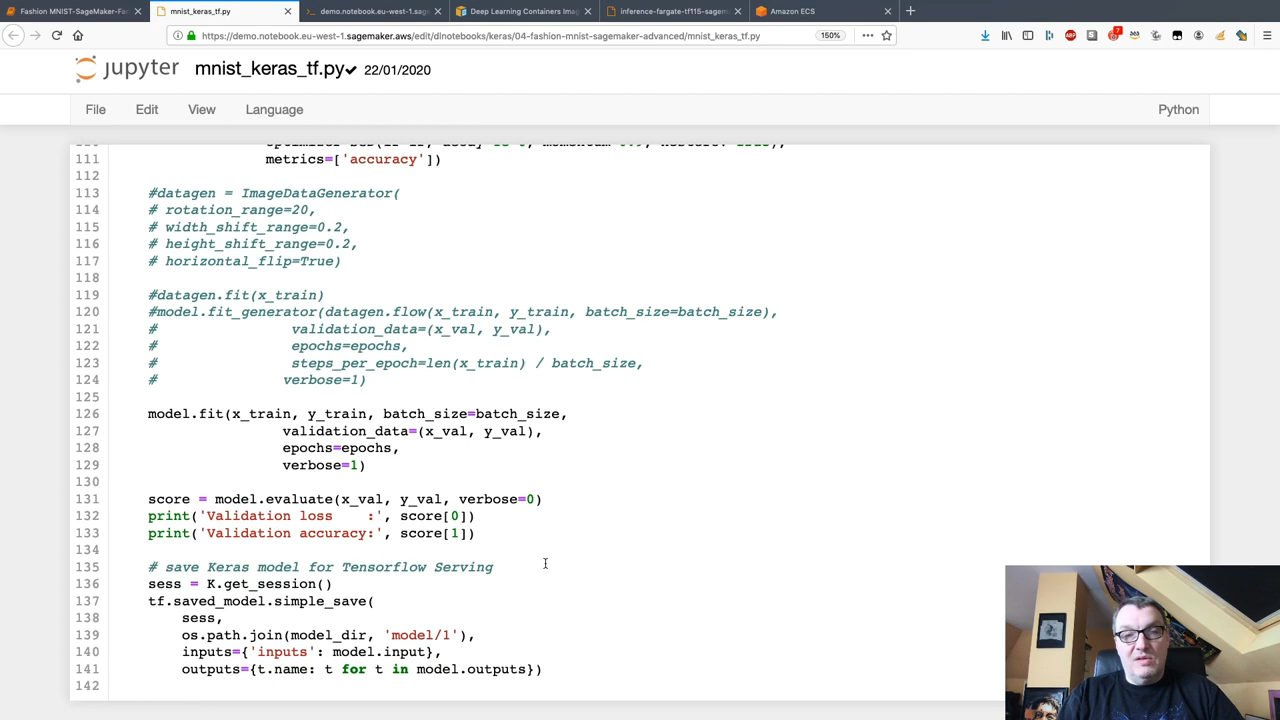 Fashion MNIST-SageMaker-Fa
mnist_keras_tf.py
demo.notebook.eu-west-1.sage
Deep Learning Containers Ima
inference-fargate-tf115-sagem
Amazon ECS
https://demo.notebook.eu-west-1.sagemaker.aws/edit/dlnotebooks/keras/04-fashion-mnist-sagemaker-advanced/mnist_keras_tf.py
150%
jupyter mnist_keras_tf.py 22/01/2020
File Edit View Language Python
111 metrics=['accuracy'])
112
113 #datagen = ImageDataGenerator(
114 # rotation_range=20,
115 # width_shift_range=0.2,
116 # height_shift_range=0.2,
117 # horizontal_flip=True)
118
119 #datagen.fit(x_train)
120 #model.fit_generator(datagen.flow(x_train, y_train, batch_size=batch_size),
121 # validation_data=(x_val, y_val),
122 # epochs=epochs,
123 # steps_per_epoch=len(x_train) / batch_size,
124 # verbose=1)
125
126 model.fit(x_train, y_train, batch_size=batch_size,
127 validation_data=(x_val, y_val),
128 epochs=epochs,
129 verbose=1)
130
131 score = model.evaluate(x_val, y_val, verbose=0)
132 print('Validation loss    :', score[0])
133 print('Validation accuracy:', score[1])
134
135 # save Keras model for Tensorflow Serving
136 sess = K.get_session()
137 tf.saved_model.simple_save(
138 sess,
139 os.path.join(model_dir, 'model/1'),
140 inputs={'inputs': model.input},
141 outputs={t.name: t for t in model.outputs})
142